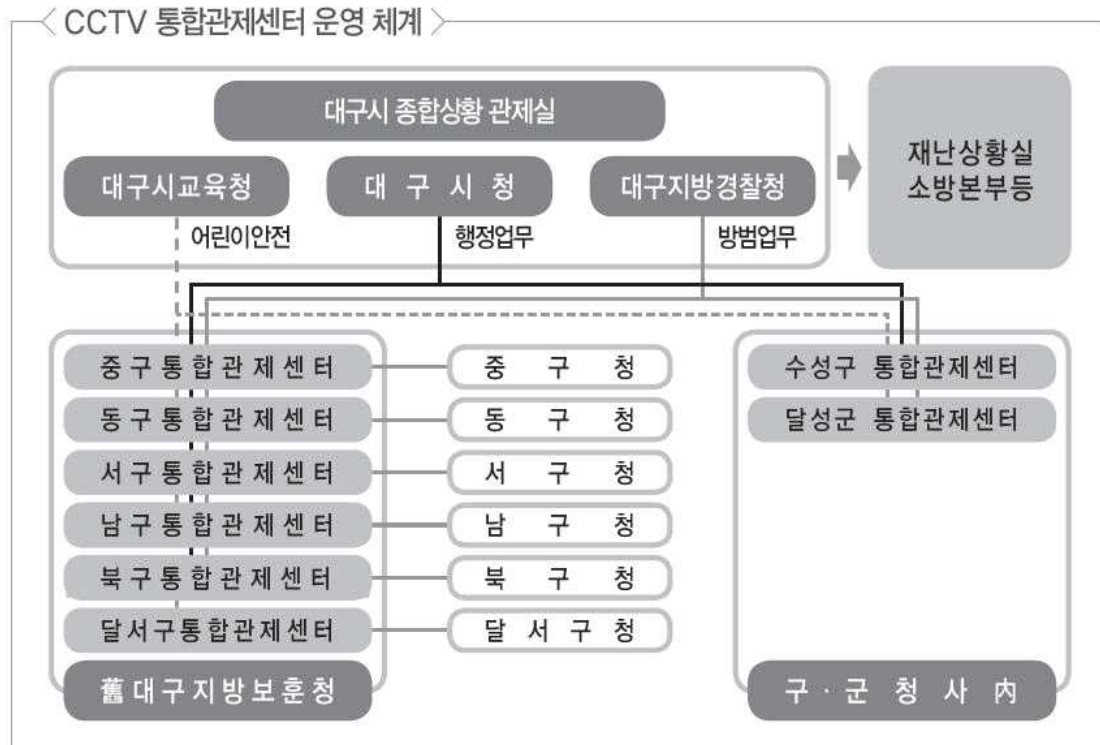 CCTV 통합관제센터 운영 체계
대구시 종합상황 관제실
대구시교육청
대구시청
대구지방경찰청
어린이안전
행정업무
방범업무
재난상황실
소방본부등
중구통합관제센터
중구청
동구통합관제센터
동구청
서구통합관제센터
서구청
남구통합관제센터
남구청
북구통합관제센터
북구청
달서구통합관제센터
달서구청
舊대구지방보훈청
수성구 통합관제센터
달성군 통합관제센터
구·군청사內